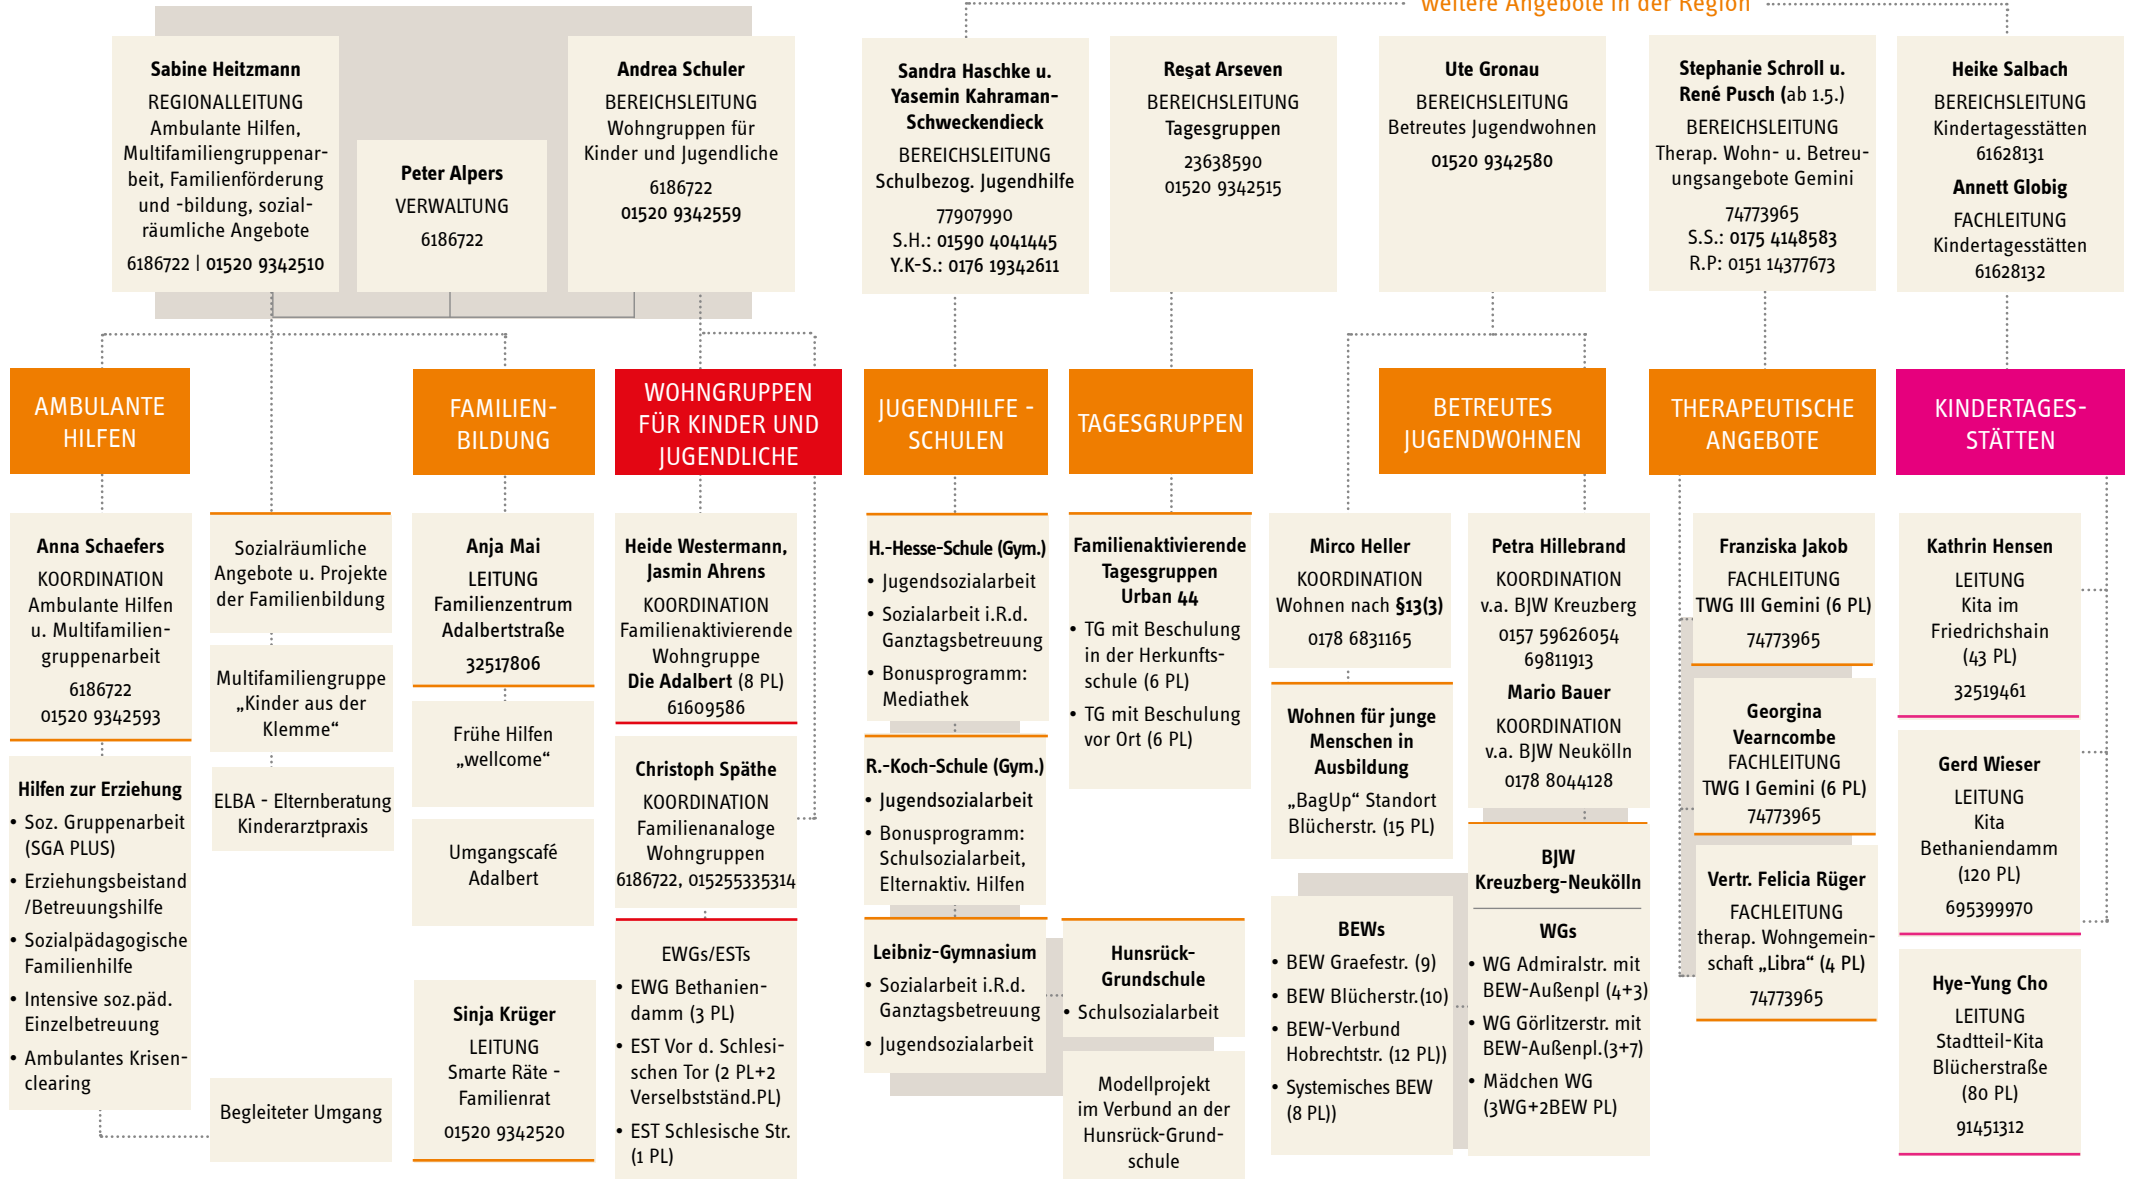 weitere Angebote in der Region
Sabine Heitzmann
REGIONALLEITUNG
Ambulante Hilfen,
Multifamiliengruppenar-
beit, Familienförderung
und -bildung, sozial-
räumliche Angebote
6186722 | 01520 9342510
Peter Alpers
VERWALTUNG
6186722
Andrea Schuler
BEREICHSLEITUNG
Wohngruppen für
Kinder und Jugendliche
6186722
01520 9342559
Sandra Haschke u.
Yasemin Kahraman-
Schweckendieck
BEREICHSLEITUNG
Schulbezog. Jugendhilfe
77907990
S.H.: 01590 4041445
Y.K-S.: 0176 19342611
Reşat Arseven
BEREICHSLEITUNG
Tagesgruppen
23638590
01520 9342515
Ute Gronau
BEREICHSLEITUNG
Betreutes Jugendwohnen
01520 9342580
Stephanie Schroll u.
René Pusch (ab 1.5.)
BEREICHSLEITUNG
Therap. Wohn- u. Betreu-
ungsangebote Gemini
74773965
S.S.: 0175 4148583
R.P: 0151 14377673
Heike Salbach
BEREICHSLEITUNG
Kindertagesstätten
61628131
Annett Globig
FACHLEITUNG
Kindertagesstätten
61628132
AMBULANTE
HILFEN
FAMILIEN-
BILDUNG
WOHNGRUPPEN
FÜR KINDER UND
JUGENDLICHE
JUGENDHILFE -
SCHULEN
TAGESGRUPPEN
BETREUTES
JUGENDWOHNEN
THERAPEUTISCHE
ANGEBOTE
KINDERTAGES-
STÄTTEN
Anna Schaefers
KOORDINATION
Ambulante Hilfen
u. Multifamilien-
gruppenarbeit
6186722
01520 9342593
Hilfen zur Erziehung
• Soz. Gruppenarbeit
(SGA PLUS)
• Erziehungsbeistand
/Betreuungshilfe
• Sozialpädagogische
Familienhilfe
• Intensive soz.päd.
Einzelbetreuung
• Ambulantes Krisen-
clearing
Sozialräumliche
Angebote u. Projekte
der Familienbildung
Multifamiliengruppe
„Kinder aus der
Klemme“
ELBA - Elternberatung
Kinderarztpraxis
Begleiteter Umgang
Anja Mai
LEITUNG
Familienzentrum
Adalbertstraße
32517806
Frühe Hilfen
„wellcome“
Umgangscafé
Adalbert
Sinja Krüger
LEITUNG
Smarte Räte -
Familienrat
01520 9342520
Heide Westermann,
Jasmin Ahrens
KOORDINATION
Familienaktivierende
Wohngruppe
Die Adalbert (8 PL)
61609586
Christoph Späthe
KOORDINATION
Familienanaloge
Wohngruppen
6186722, 015255335314
EWGs/ESTs
• EWG Bethanien-
damm (3 PL)
• EST Vor d. Schlesi-
schen Tor (2 PL+2
Verselbstständ.PL)
• EST Schlesische Str.
(1 PL)
H.-Hesse-Schule (Gym.)
• Jugendsozialarbeit
• Sozialarbeit i.R.d.
Ganztagsbetreuung
• Bonusprogramm:
Mediathek
R.-Koch-Schule (Gym.)
• Jugendsozialarbeit
• Bonusprogramm:
Schulsozialarbeit,
Elternaktiv. Hilfen
Leibniz-Gymnasium
• Sozialarbeit i.R.d.
Ganztagsbetreuung
• Jugendsozialarbeit
Familienaktivierende
Tagesgruppen
Urban 44
• TG mit Beschulung
in der Herkunfts-
schule (6 PL)
• TG mit Beschulung
vor Ort (6 PL)
Hunsrück-
Grundschule
• Schulsozialarbeit
Modellprojekt
im Verbund an der
Hunsrück-Grund-
schule
Mirco Heller
KOORDINATION
Wohnen nach §13(3)
0178 6831165
Wohnen für junge
Menschen in
Ausbildung
„BagUp“ Standort
Blücherstr. (15 PL)
BEWs
• BEW Graefestr. (9)
• BEW Blücherstr.(10)
• BEW-Verbund
Hobrechtstr. (12 PL))
• Systemisches BEW
(8 PL))
Petra Hillebrand
KOORDINATION
v.a. BJW Kreuzberg
0157 59626054
69811913
Mario Bauer
KOORDINATION
v.a. BJW Neukölln
0178 8044128
BJW
Kreuzberg-Neukölln
WGs
• WG Admiralstr. mit
BEW-Außenpl (4+3)
• WG Görlitzerstr. mit
BEW-Außenpl.(3+7)
• Mädchen WG
(3WG+2BEW PL)
Franziska Jakob
FACHLEITUNG
TWG III Gemini (6 PL)
74773965
Georgina
Vearncombe
FACHLEITUNG
TWG I Gemini (6 PL)
74773965
Vertr. Felicia Rüger
FACHLEITUNG
therap. Wohngemein-
schaft „Libra“ (4 PL)
74773965
Kathrin Hensen
LEITUNG
Kita im
Friedrichshain
(43 PL)
32519461
Gerd Wieser
LEITUNG
Kita
Bethaniendamm
(120 PL)
695399970
Hye-Yung Cho
LEITUNG
Stadtteil-Kita
Blücherstraße
(80 PL)
91451312